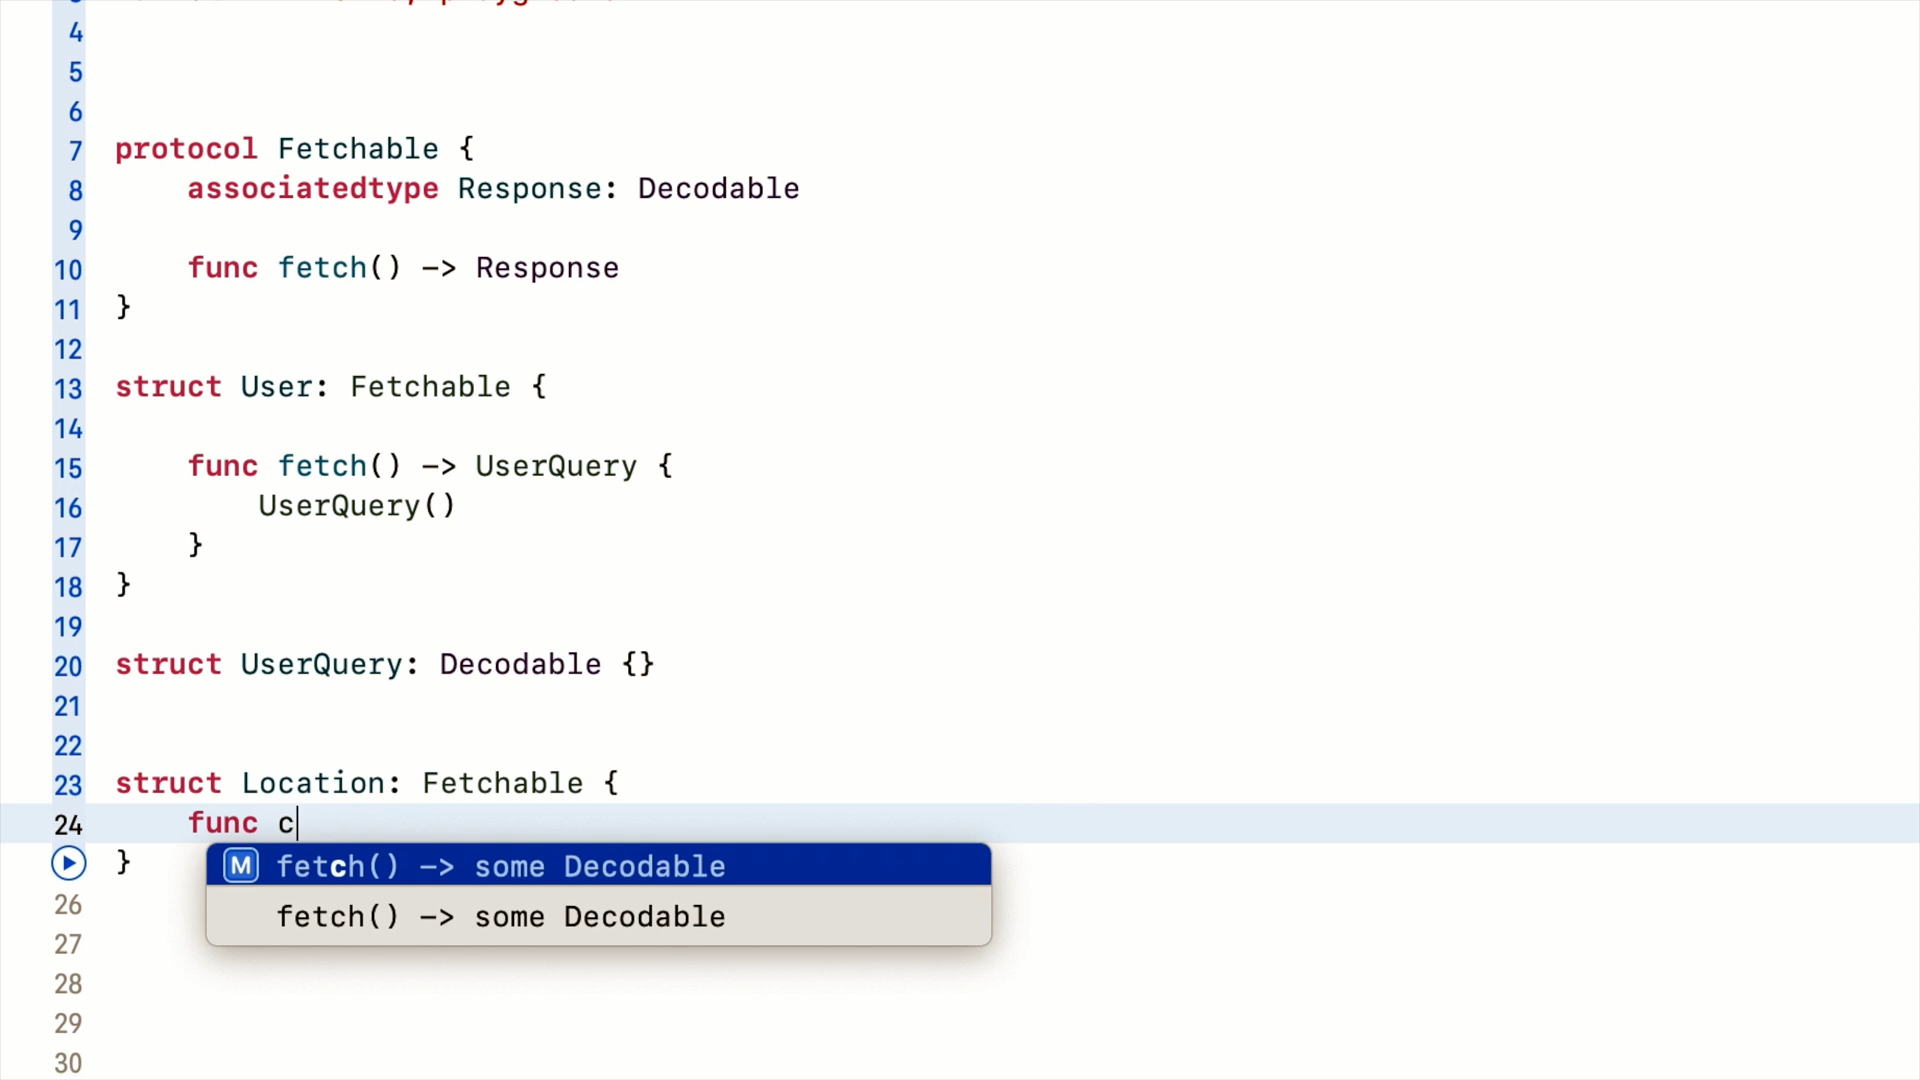 4
5
6
7 protocol Fetchable {
8 associatedtype Response: Decodable
9
10 func fetch() -> Response
11 }
12
13 struct User: Fetchable {
14
15 func fetch() -> UserQuery {
16 UserQuery()
17 }
18 }
19
20 struct UserQuery: Decodable {}
21
22
23 struct Location: Fetchable {
24 func c
}
M fetch() -> some Decodable
fetch() -> some Decodable
26
27
28
29
30